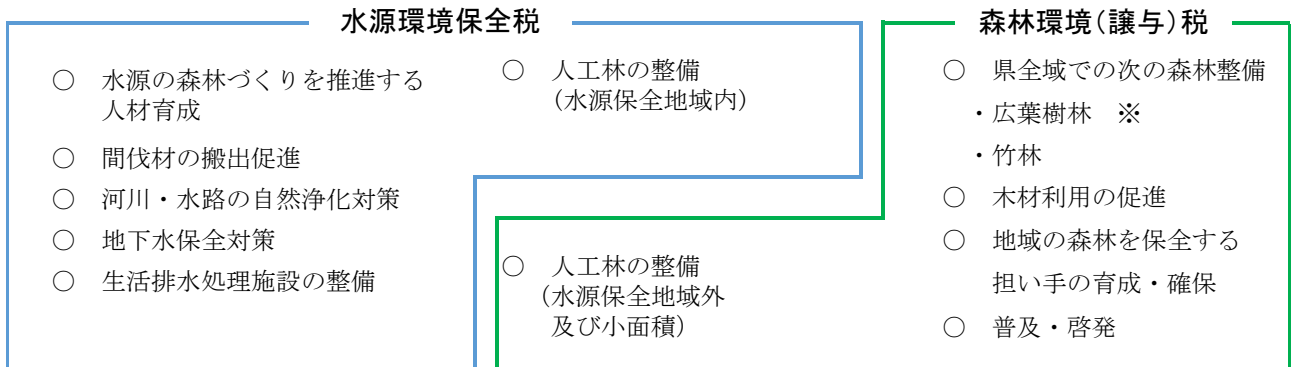 水源環境保全税
○ 水源の森林づくりを推進する
人材育成
○ 間伐材の搬出促進
○ 河川・水路の自然浄化対策
○ 地下水保全対策
○ 生活排水処理施設の整備
○ 人工林の整備
(水源保全地域内)
森林環境(譲与)税
○ 人工林の整備
(水源保全地域外
及び小面積)
○ 県全域での次の森林整備
・広葉樹林 ※
・竹林
○ 木材利用の促進
○ 地域の森林を保全する
担い手の育成・確保
○ 普及・啓発